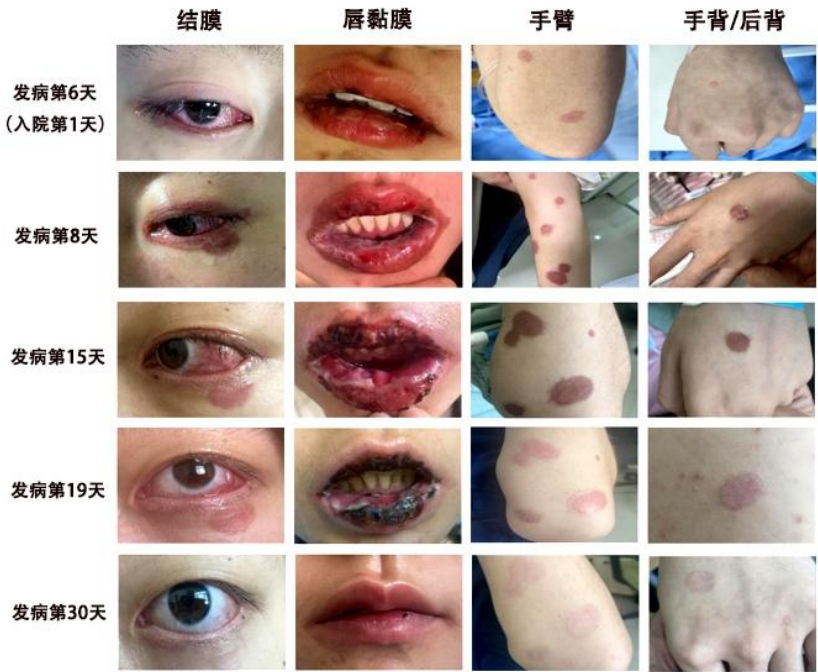 结膜 唇黏膜 手臂 手背/后背
发病第6天
（入院第1天）
发病第8天
发病第15天
发病第19天
发病第30天